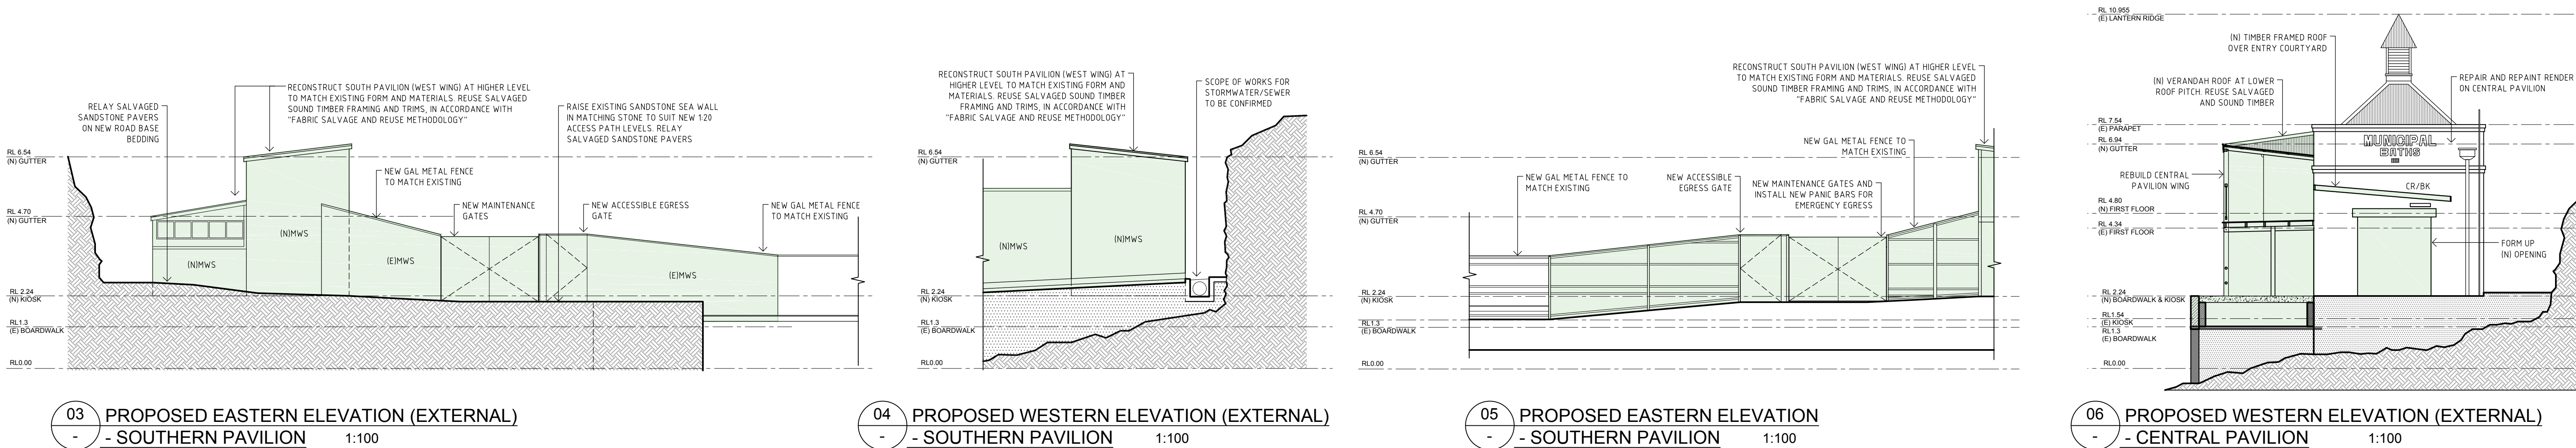 RECONSTRUCT SOUTH PAVILION (WEST WING) AT HIGHER LEVEL
TO MATCH EXISTING FORM AND MATERIALS. REUSE SALVAGED
SOUND TIMBER FRAMING AND TRIMS, IN ACCORDANCE WITH
"FABRIC SALVAGE AND REUSE METHODOLOGY"
RELAY SALVAGED
SANDSTONE PAVERS
ON NEW ROAD BASE
BEDDING
RAISE EXISTING SANDSTONE SEA WALL
IN MATCHING STONE TO SUIT NEW 1:20
ACCESS PATH LEVELS. RELAY
SALVAGED SANDSTONE PAVERS
RL 6.54
(N) GUTTER
NEW GAL METAL FENCE
TO MATCH EXISTING
NEW MAINTENANCE
GATES
NEW ACCESSIBLE EGRESS
GATE
NEW GAL METAL FENCE
TO MATCH EXISTING
RL 4.70
(N) GUTTER
(N)MWS
(N)MWS
(E)MWS
(E)MWS
RL 2.24
(N) KIOSK
RL1.3
(E) BOARDWALK
RL0.00
03
-
PROPOSED EASTERN ELEVATION (EXTERNAL)
- SOUTHERN PAVILION 1:100
RECONSTRUCT SOUTH PAVILION (WEST WING) AT
HIGHER LEVEL TO MATCH EXISTING FORM AND
MATERIALS. REUSE SALVAGED SOUND TIMBER
FRAMING AND TRIMS, IN ACCORDANCE WITH
"FABRIC SALVAGE AND REUSE METHODOLOGY"
SCOPE OF WORKS FOR
STORMWATER/SEWER
TO BE CONFIRMED
RL 6.54
(N) GUTTER
(N)MWS
(N)MWS
RL 2.24
(N) KIOSK
RL1.3
(E) BOARDWALK
RL0.00
04
-
PROPOSED WESTERN ELEVATION (EXTERNAL)
- SOUTHERN PAVILION 1:100
RECONSTRUCT SOUTH PAVILION (WEST WING) AT HIGHER LEVEL
TO MATCH EXISTING FORM AND MATERIALS. REUSE SALVAGED
SOUND TIMBER FRAMING AND TRIMS, IN ACCORDANCE WITH
"FABRIC SALVAGE AND REUSE METHODOLOGY"
NEW GAL METAL FENCE TO
MATCH EXISTING
RL 6.54
(N) GUTTER
NEW GAL METAL FENCE TO
MATCH EXISTING
NEW ACCESSIBLE
EGRESS GATE
NEW MAINTENANCE GATES AND
INSTALL NEW PANIC BARS FOR
EMERGENCY EGRESS
RL 4.70
(N) GUTTER
RL 2.24
(N) KIOSK
RL1.3
(E) BOARDWALK
RL0.00
05
-
PROPOSED EASTERN ELEVATION
- SOUTHERN PAVILION 1:100
RL 10.955
(E) LANTERN RIDGE
(N) TIMBER FRAMED ROOF
OVER ENTRY COURTYARD
(N) VERANDAH ROOF AT LOWER
ROOF PITCH. REUSE SALVAGED
AND SOUND TIMBER
REPAIR AND REPAINT RENDER
ON CENTRAL PAVILION
RL 7.54
(E) PARAPET
RL 6.94
(N) GUTTER
MUNICIPAL
BATHS
REBUILD CENTRAL
PAVILION WING
CR/BK
RL 4.80
(N) FIRST FLOOR
RL 4.34
(E) FIRST FLOOR
FORM UP
(N) OPENING
RL 2.24
(N) BOARDWALK & KIOSK
RL1.54
(E) KIOSK
RL1.3
(E) BOARDWALK
RL0.00
06
-
PROPOSED WESTERN ELEVATION (EXTERNAL)
- CENTRAL PAVILION 1:100